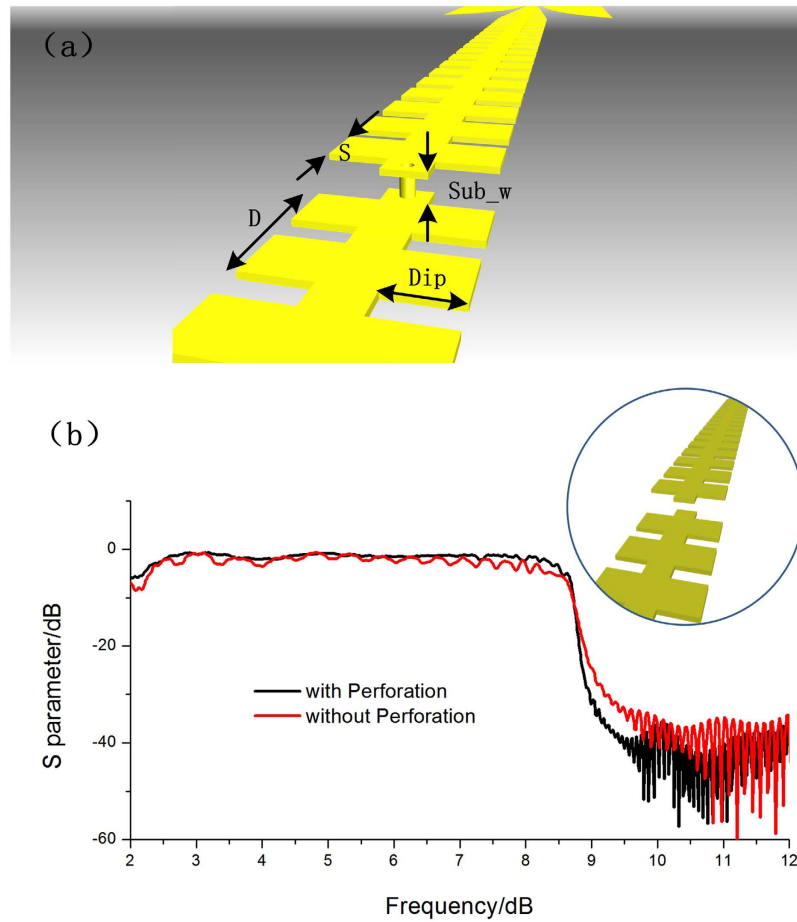 (a)
S
Sub_w
D
Dip
(b)
0
-20
-40
-60
S parameter/dB
with Perforation
without Perforation
2 3 4 5 6 7 8 9 10 11 12
Frequency/dB